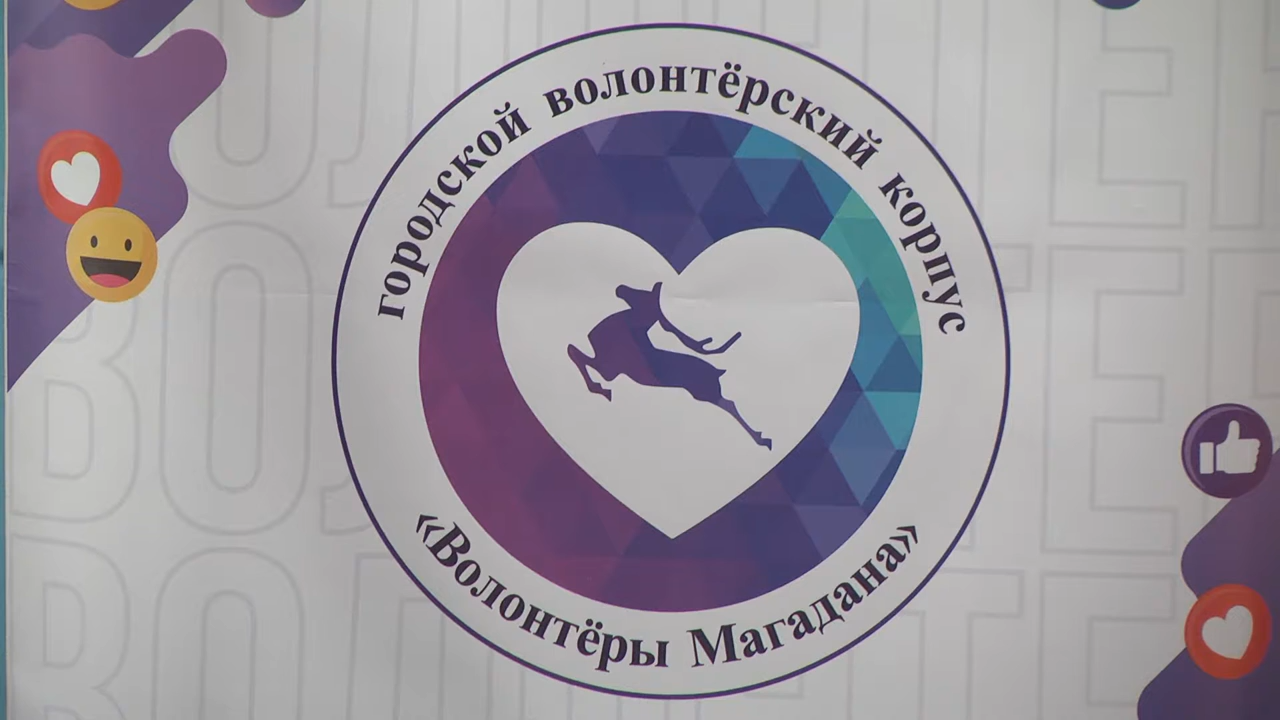 городской волонтёрский корпус
«Волонтёры Магадана»